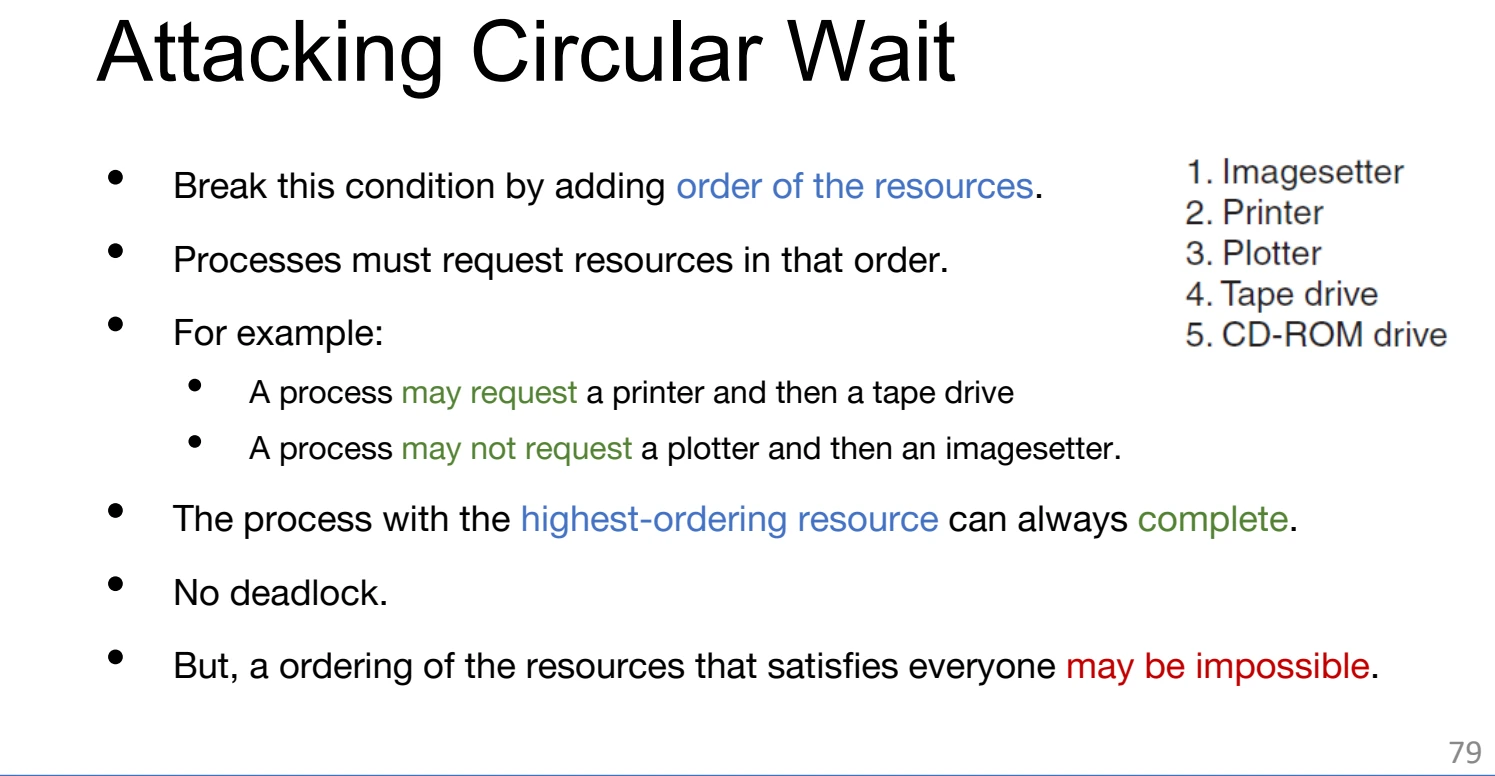 Attacking Circular Wait
• Break this condition by adding order of the resources.
• Processes must request resources in that order.
• For example:
• A process may request a printer and then a tape drive
• A process may not request a plotter and then an imagesetter.
• The process with the highest-ordering resource can always complete.
• No deadlock.
• But, a ordering of the resources that satisfies everyone may be impossible.
1. Imagesetter
2. Printer
3. Plotter
4. Tape drive
5. CD-ROM drive
79